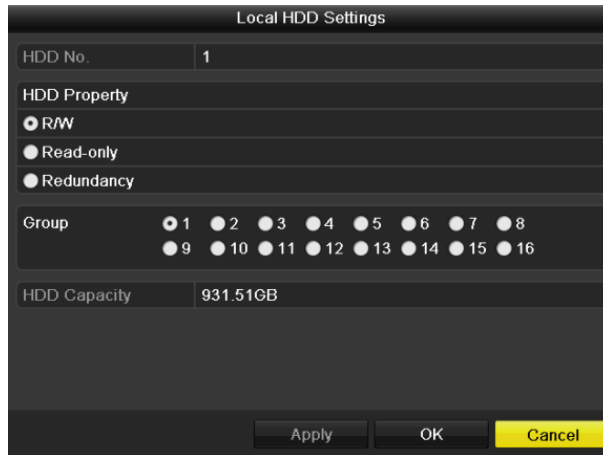 Local HDD Settings
HDD No. 1
HDD Property
R/W
Read-only
Redundancy
Group 1 2 3 4 5 6 7 8
9 10 11 12 13 14 15 16
HDD Capacity 931.51GB
Apply OK Cancel